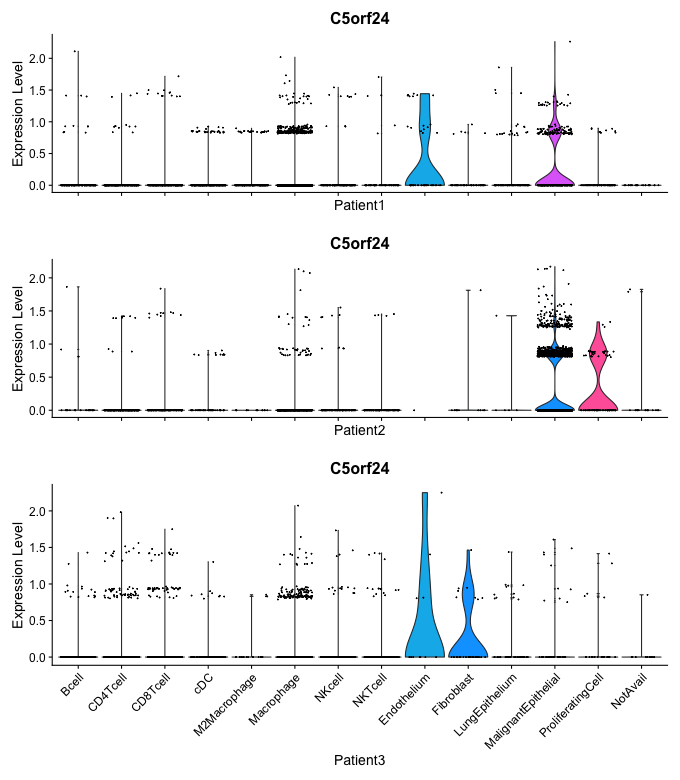 C5orf24
Expression Level
2.0
1.5
1.0
0.5
0.0
Patient1
C5orf24
Expression Level
2.0
1.5
1.0
0.5
0.0
Patient2
C5orf24
Expression Level
2.0
1.5
1.0
0.5
0.0
Bcell
CD4Tcell
CD8Tcell
cDC
M2Macrophage
Macrophage
NKcell
NKTcell
Endothelium
Fibroblast
LungEpithelium
MalignantEpithelial
ProliferatingCell
NotAvail
Patient3